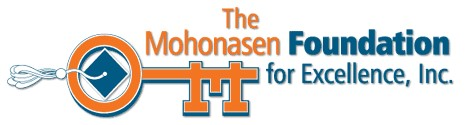 The
Mohonasen Foundation
for Excellence, Inc.